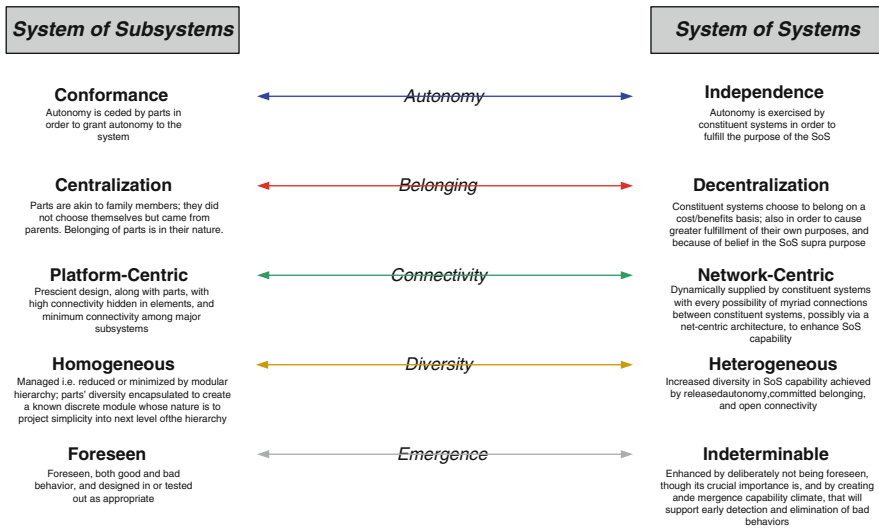 System of Subsystems
System of Systems
Conformance
Autonomy is ceded by parts in
order to grant autonomy to the
system
Autonomy
Independence
Autonomy is exercised by
constituent systems in order to
fulfill the purpose of the SoS
Centralization
Parts are akin to family members; they did
not choose themselves but came from
parents. Belonging of parts is in their nature.
Belonging
Decentralization
Constituent systems choose to belong on a
cost/benefits basis; also in order to cause
greater fulfillment of their own purposes, and
because of belief in the SoS supra purpose
Platform-Centric
Prescient design, along with parts, with
high connectivity hidden in elements, and
minimum connectivity among major
subsystems
Connectivity
Network-Centric
Dynamically supplied by constituent systems
with every possibility of myriad connections
between constituent systems, possibly via a
net-centric architecture, to enhance SoS
capability
Homogeneous
Managed i.e. reduced or minimized by modular
hierarchy; parts' diversity encapsulated to create
a known discrete module whose nature is to
project simplicity into next level ofthe hierarchy
Diversity
Heterogeneous
Increased diversity in SoS capability achieved
by releasedautonomy,committed belonging,
and open connectivity
Foreseen
Foreseen, both good and bad
behavior, and designed in or tested
out as appropriate
Emergence
Indeterminable
Enhanced by deliberately not being foreseen,
though its crucial importance is, and by creating
ande mergence capability climate, that will
support early detection and elimination of bad
behaviors